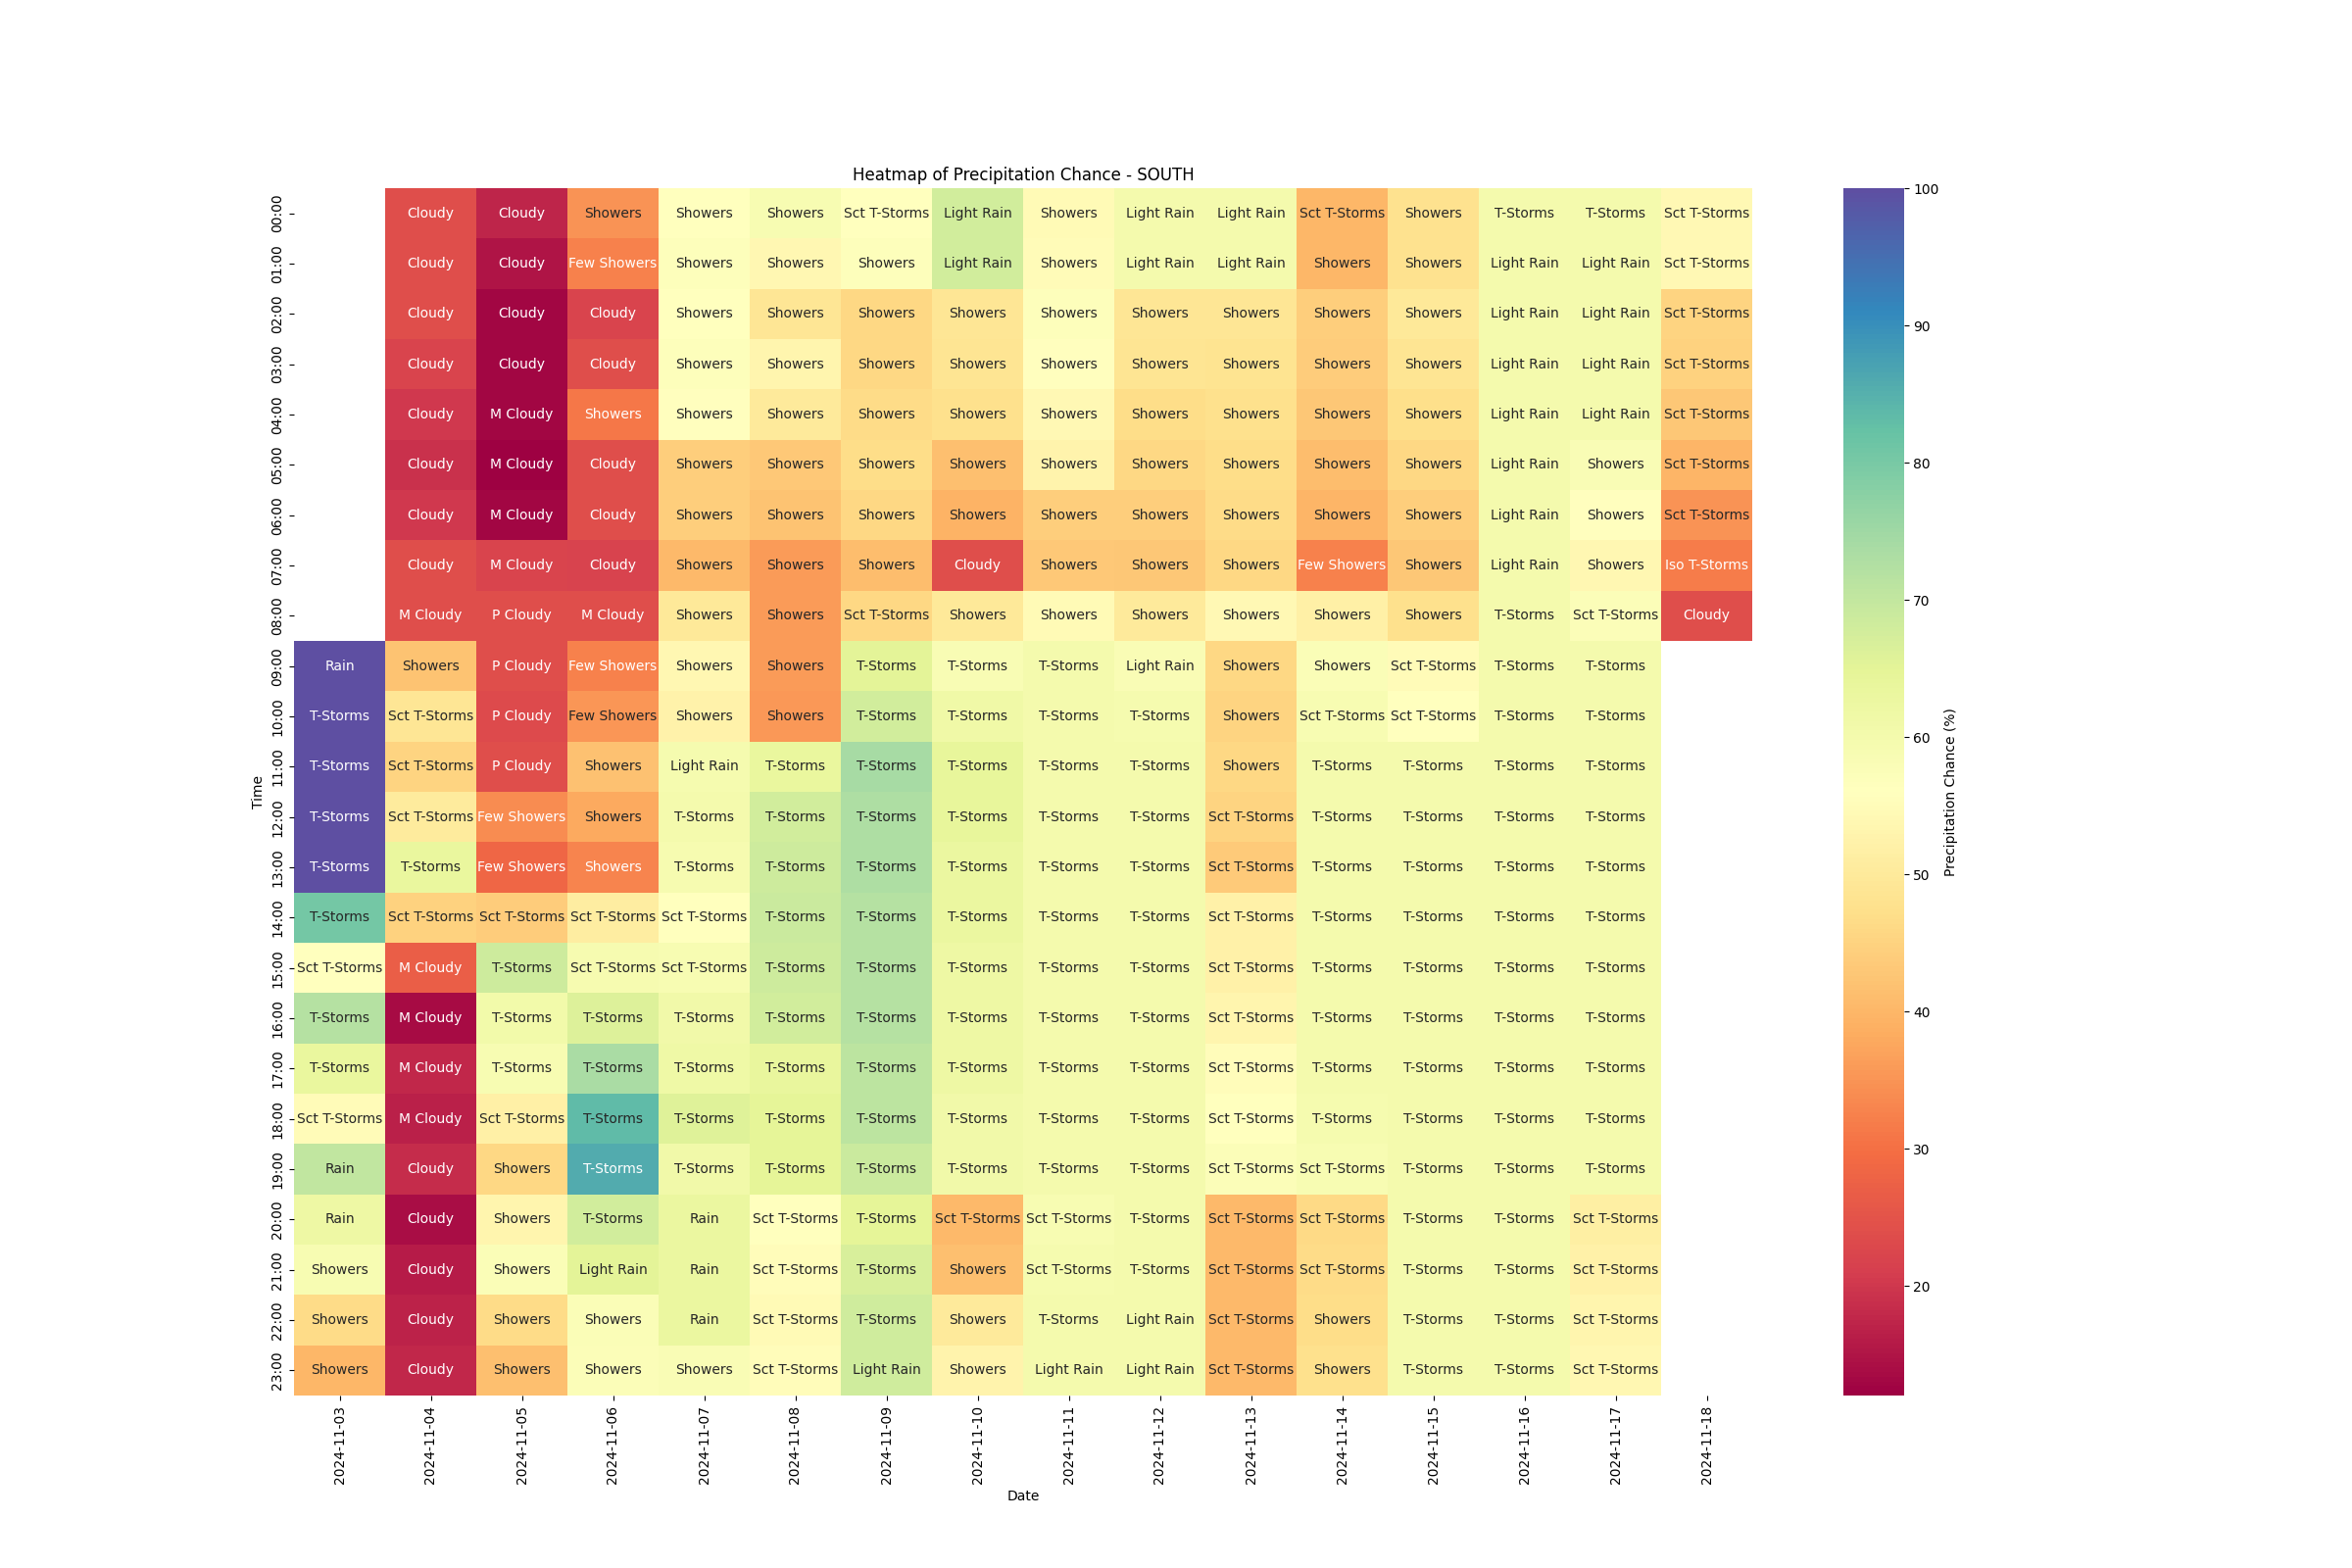 Heatmap of Precipitation Chance - SOUTH
00:00 Cloudy Cloudy Showers Showers Showers Sct T-Storms Light Rain Showers Light Rain Light Rain Sct T-Storms Showers T-Storms T-Storms Sct T-Storms
01:00 Cloudy Cloudy Few Showers Showers Showers Showers Light Rain Showers Light Rain Light Rain Showers Showers Light Rain Light Rain Sct T-Storms
02:00 Cloudy Cloudy Cloudy Showers Showers Showers Showers Showers Showers Showers Showers Showers Light Rain Light Rain Sct T-Storms
03:00 Cloudy Cloudy Cloudy Showers Showers Showers Showers Showers Showers Showers Showers Showers Light Rain Light Rain Sct T-Storms
04:00 Cloudy M Cloudy Showers Showers Showers Showers Showers Showers Showers Showers Showers Showers Light Rain Light Rain Sct T-Storms
05:00 Cloudy M Cloudy Cloudy Showers Showers Showers Showers Showers Showers Showers Showers Showers Light Rain Showers Sct T-Storms
06:00 Cloudy M Cloudy Cloudy Showers Showers Showers Showers Showers Showers Showers Showers Showers Light Rain Showers Sct T-Storms
07:00 Cloudy M Cloudy Cloudy Showers Showers Showers Cloudy Showers Showers Showers Few Showers Showers Light Rain Showers Iso T-Storms
08:00 M Cloudy P Cloudy M Cloudy Showers Showers Sct T-Storms Showers Showers Showers Showers Showers Showers T-Storms Sct T-Storms Cloudy
09:00 Rain Showers P Cloudy Few Showers Showers Showers T-Storms T-Storms T-Storms Light Rain Showers Showers Sct T-Storms T-Storms T-Storms
10:00 T-Storms Sct T-Storms P Cloudy Few Showers Showers Showers T-Storms T-Storms T-Storms T-Storms Showers Sct T-Storms Sct T-Storms T-Storms T-Storms
11:00 T-Storms Sct T-Storms P Cloudy Showers Light Rain T-Storms T-Storms T-Storms T-Storms T-Storms Showers T-Storms T-Storms T-Storms T-Storms
12:00 T-Storms Sct T-Storms Few Showers Showers T-Storms T-Storms T-Storms T-Storms T-Storms T-Storms Sct T-Storms T-Storms T-Storms T-Storms T-Storms
13:00 T-Storms T-Storms Few Showers Showers T-Storms T-Storms T-Storms T-Storms T-Storms T-Storms Sct T-Storms T-Storms T-Storms T-Storms T-Storms
14:00 T-Storms Sct T-Storms Sct T-Storms Sct T-Storms Sct T-Storms T-Storms T-Storms T-Storms T-Storms T-Storms Sct T-Storms T-Storms T-Storms T-Storms T-Storms
15:00 Sct T-Storms M Cloudy T-Storms Sct T-Storms Sct T-Storms T-Storms T-Storms T-Storms T-Storms T-Storms Sct T-Storms T-Storms T-Storms T-Storms T-Storms
16:00 T-Storms M Cloudy T-Storms T-Storms T-Storms T-Storms T-Storms T-Storms T-Storms T-Storms Sct T-Storms T-Storms T-Storms T-Storms T-Storms
17:00 T-Storms M Cloudy T-Storms T-Storms T-Storms T-Storms T-Storms T-Storms T-Storms T-Storms Sct T-Storms T-Storms T-Storms T-Storms T-Storms
18:00 Sct T-Storms M Cloudy Sct T-Storms T-Storms T-Storms T-Storms T-Storms T-Storms T-Storms T-Storms Sct T-Storms T-Storms T-Storms T-Storms T-Storms
19:00 Rain Cloudy Showers T-Storms T-Storms T-Storms T-Storms T-Storms T-Storms T-Storms Sct T-Storms Sct T-Storms T-Storms T-Storms T-Storms
20:00 Rain Cloudy Showers T-Storms Rain Sct T-Storms T-Storms Sct T-Storms Sct T-Storms T-Storms Sct T-Storms Sct T-Storms T-Storms T-Storms Sct T-Storms
21:00 Showers Cloudy Showers Light Rain Rain Sct T-Storms T-Storms Showers Sct T-Storms T-Storms Sct T-Storms Sct T-Storms T-Storms T-Storms Sct T-Storms
22:00 Showers Cloudy Showers Showers Rain Sct T-Storms T-Storms Showers T-Storms Light Rain Sct T-Storms Showers T-Storms T-Storms Sct T-Storms
23:00 Showers Cloudy Showers Showers Showers Sct T-Storms Light Rain Showers Light Rain Light Rain Sct T-Storms Showers T-Storms T-Storms Sct T-Storms
Time
2024-11-03 2024-11-04 2024-11-05 2024-11-06 2024-11-07 2024-11-08 2024-11-09 2024-11-10 2024-11-11 2024-11-12 2024-11-13 2024-11-14 2024-11-15 2024-11-16 2024-11-17 2024-11-18
Date
100
90
80
70
60
50
40
30
20
Precipitation Chance (%)